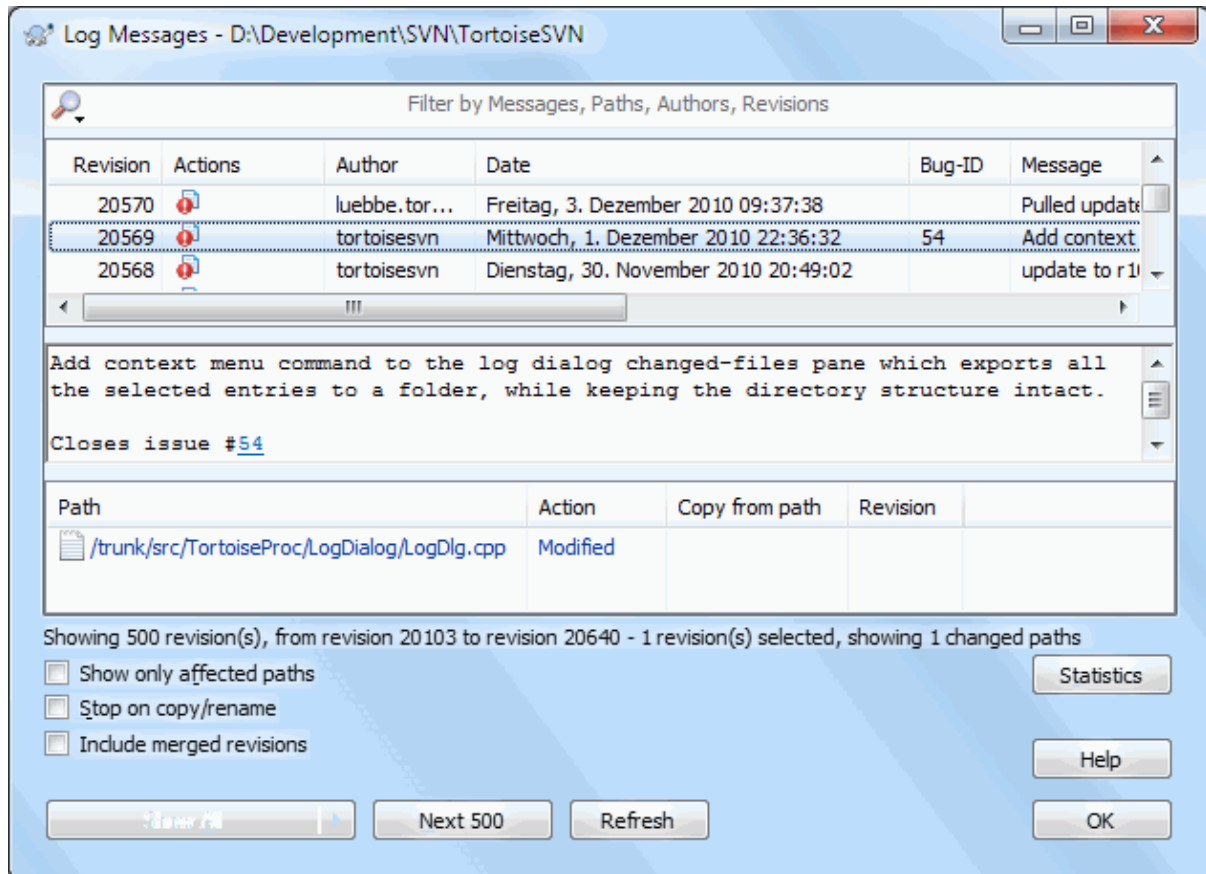 Log Messages - D:\Development\SVN\TortoiseSVN
Filter by Messages, Paths, Authors, Revisions
Revision Actions Author Date Bug-ID Message
20570 luebbe.tor... Freitag, 3. Dezember 2010 09:37:38 Pulled update
20569 tortoisesvn Mittwoch, 1. Dezember 2010 22:36:32 54 Add context
20568 tortoisesvn Dienstag, 30. November 2010 20:49:02 update to r1
Add context menu command to the log dialog changed-files pane which exports all
the selected entries to a folder, while keeping the directory structure intact.
Closes issue #54
Path Action Copy from path Revision
/trunk/src/TortoiseProc/LogDialog/LogDlg.cpp Modified
Showing 500 revision(s), from revision 20103 to revision 20640 - 1 revision(s) selected, showing 1 changed paths
Show only affected paths
Statistics
Stop on copy/rename
Include merged revisions
Help
Next 500 Refresh OK